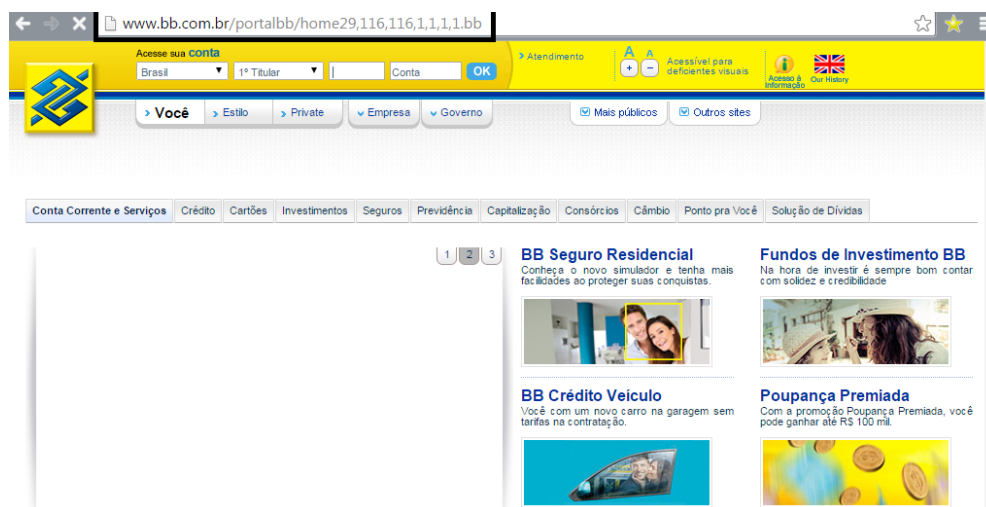 www.bb.com.br/portalbb/home29,116,116,1,1,1,1.bb
Acesse sua conta
Brasil
1º Titular
Conta
OK
Atendimento
A A
+ −
Acessível para
deficientes visuais
Acesso à
Informação
Our History
Você
Estilo
Private
Empresa
Governo
Mais públicos
Outros sites
Conta Corrente e Serviços
Crédito
Cartões
Investimentos
Seguros
Previdência
Capitalização
Consórcios
Câmbio
Ponto pra Você
Solução de Dívidas
1 2 3
BB Seguro Residencial
Conheça o novo simulador e tenha mais
facilidades ao proteger suas conquistas.
Fundos de Investimento BB
Na hora de investir é sempre bom contar
com solidez e credibilidade
BB Crédito Veículo
Você com um novo carro na garagem sem
tarifas na contratação.
Poupança Premiada
Com a promoção Poupança Premiada, você
pode ganhar até R$ 100 mil.